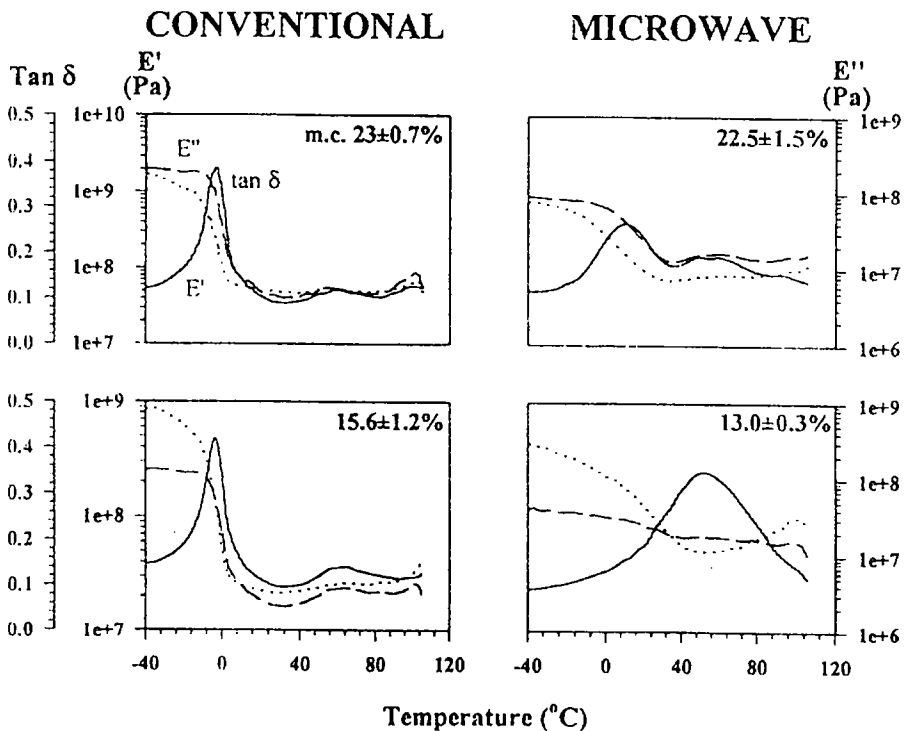 CONVENTIONAL MICROWAVE
Tan δ E' E''
(Pa) (Pa)
0.5 1e+10 m.c. 23±0.7% 22.5±1.5% 1e+9
0.4 E'' tan δ
0.3 1e+9 1e+8
0.2
0.1 1e+8 E' 1e+7
0.0 1e+7 1e+6
0.5 1e+9 15.6±1.2% 13.0±0.3% 1e+9
0.4
0.3 1e+8 1e+8
0.2
0.1 1e+7
0.0 1e+7 1e+6
-40 0 40 80 120 -40 0 40 80 120
Temperature (°C)